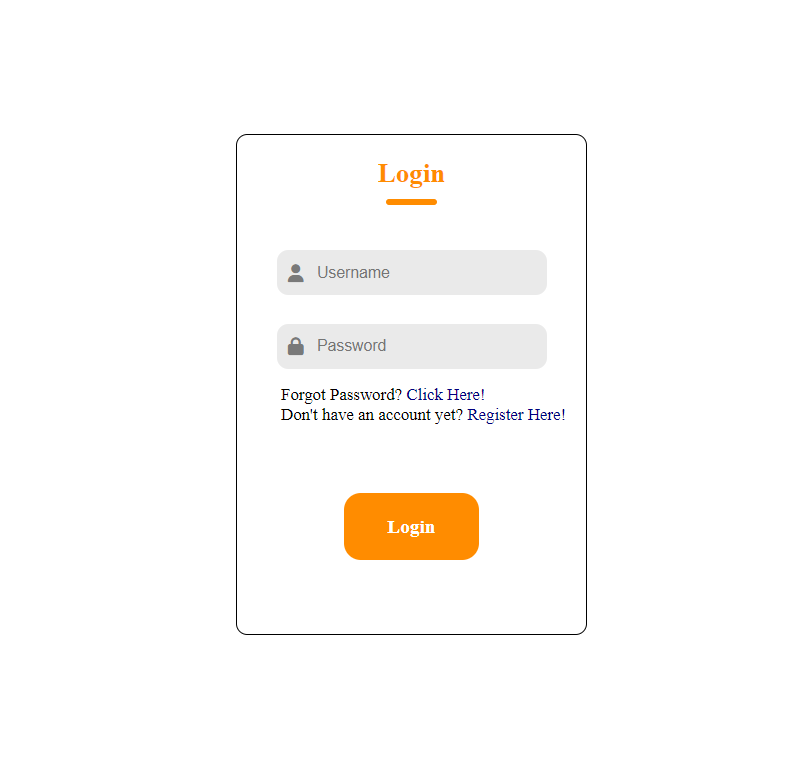 Login
Username
Password
Forgot Password? Click Here!
Don't have an account yet? Register Here!
Login